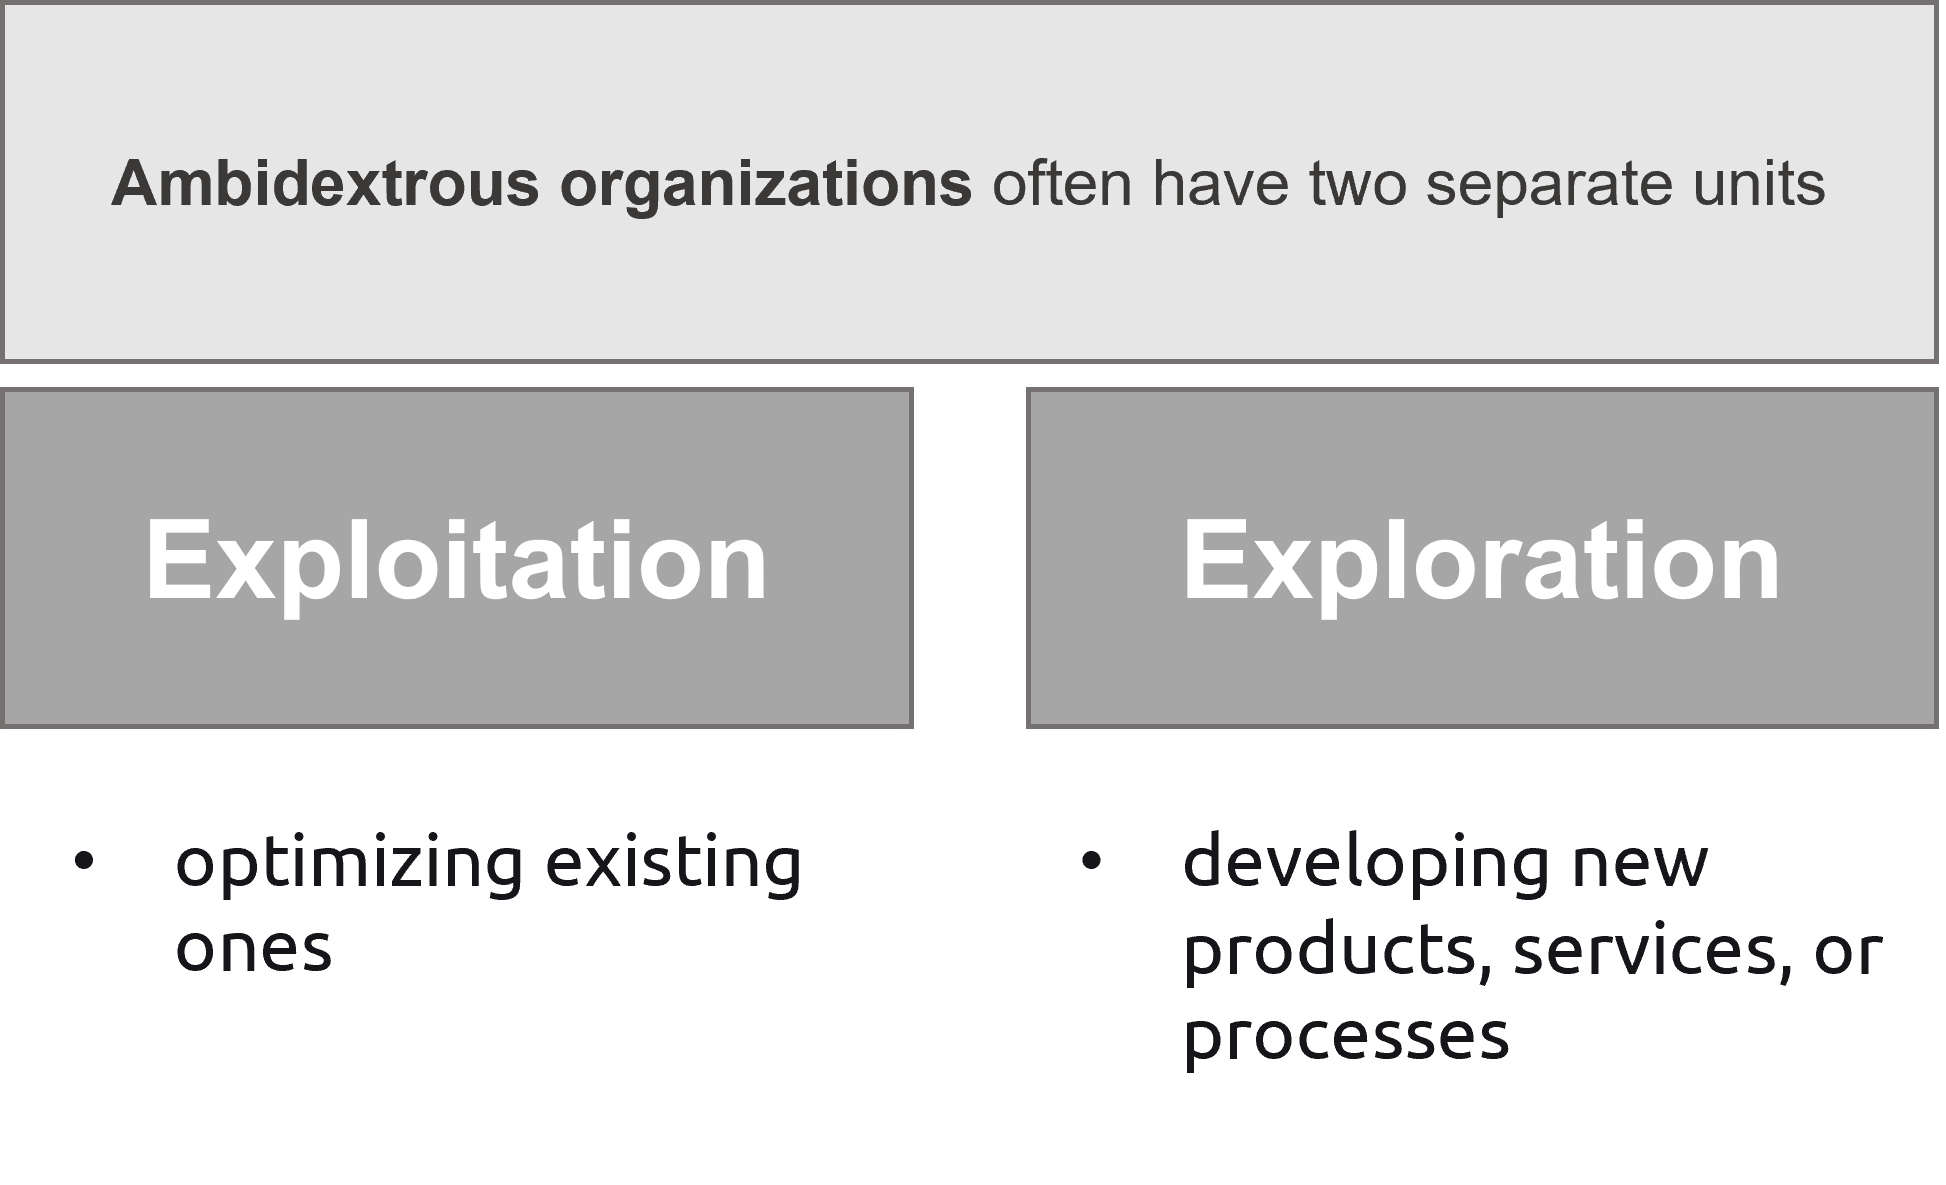 Ambidextrous organizations often have two separate units
Exploitation
• optimizing existing
ones
Exploration
• developing new
products, services, or
processes